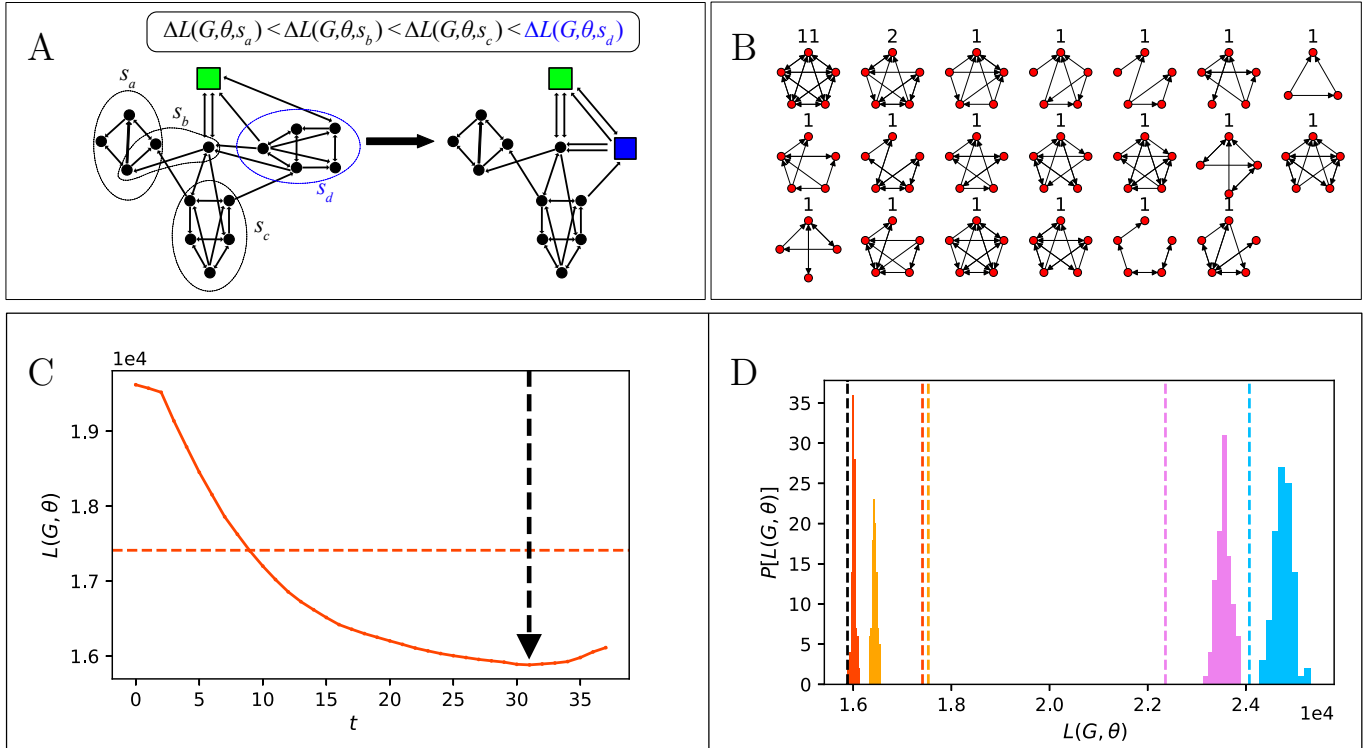 A
ΔL(G,θ,s_a) < ΔL(G,θ,s_b) < ΔL(G,θ,s_c) < ΔL(G,θ,s_d)
s_a
s_b
s_d
s_c
B
11 2 1 1 1 1 1
1 1 1 1 1 1 1
1 1 1 1 1 1
C
1e4
1.9
1.8
1.7
1.6
L(G, θ)
0 5 10 15 20 25 30 35
t
D
35
30
25
20
15
10
5
0
P[L(G, θ)]
1.6 1.8 2.0 2.2 2.4
1e4
L(G, θ)